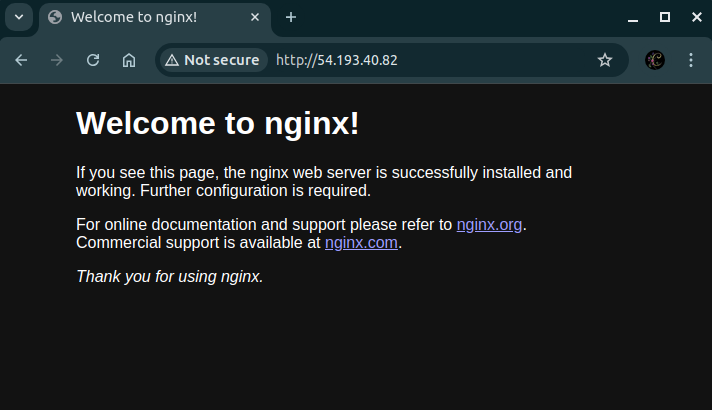 Welcome to nginx!
Not secure
http://54.193.40.82
Welcome to nginx!
If you see this page, the nginx web server is successfully installed and
working. Further configuration is required.
For online documentation and support please refer to nginx.org.
Commercial support is available at nginx.com.
Thank you for using nginx.